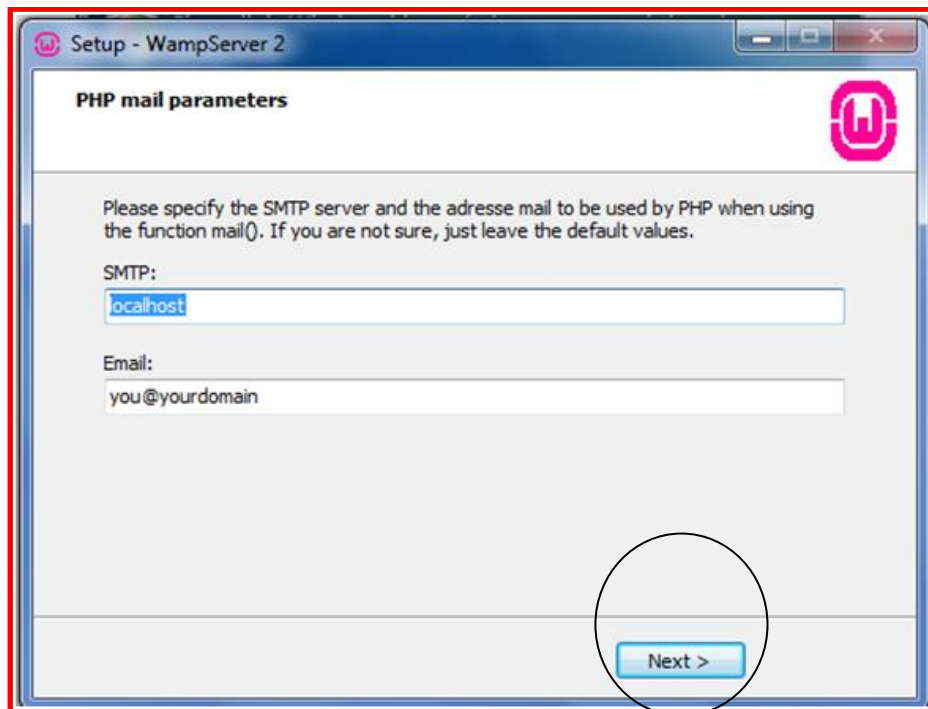 Setup - WampServer 2
PHP mail parameters
Please specify the SMTP server and the adresse mail to be used by PHP when using
the function mail(). If you are not sure, just leave the default values.
SMTP:
localhost
Email:
you@yourdomain
Next >